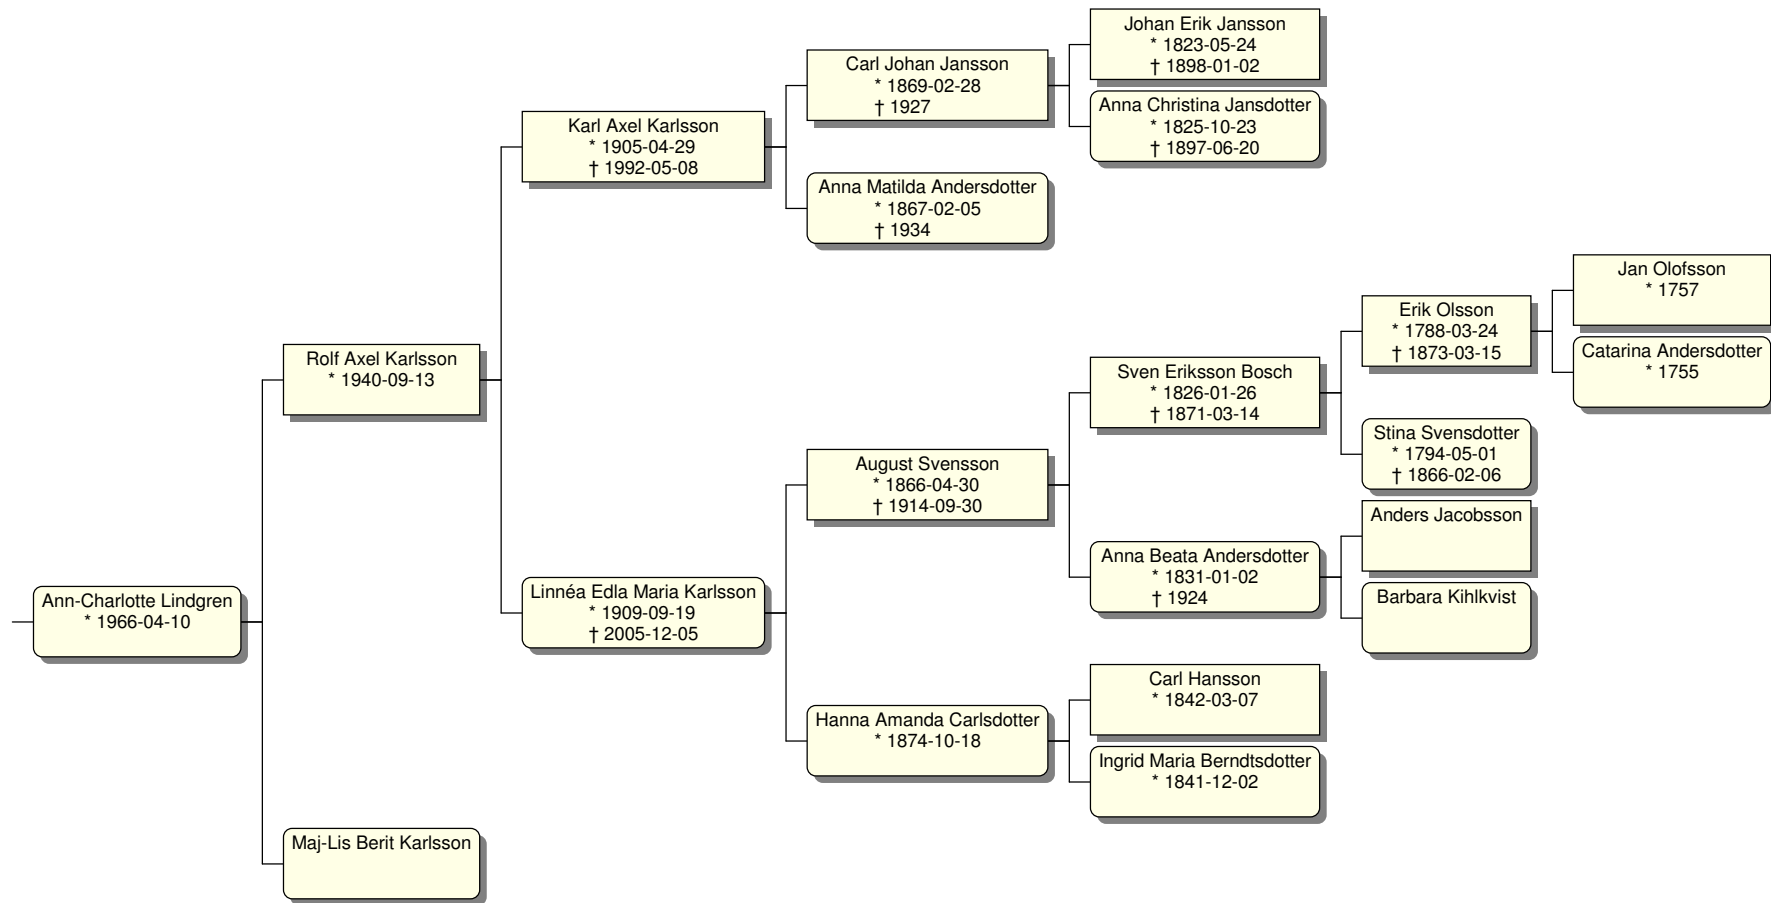 Johan Erik Jansson
* 1823-05-24
† 1898-01-02
Carl Johan Jansson
* 1869-02-28
† 1927
Anna Christina Jansdotter
* 1825-10-23
† 1897-06-20
Karl Axel Karlsson
* 1905-04-29
† 1992-05-08
Anna Matilda Andersdotter
* 1867-02-05
† 1934
Jan Olofsson
* 1757
Erik Olsson
* 1788-03-24
† 1873-03-15
Catarina Andersdotter
* 1755
Rolf Axel Karlsson
* 1940-09-13
Sven Eriksson Bosch
* 1826-01-26
† 1871-03-14
Stina Svensdotter
* 1794-05-01
† 1866-02-06
August Svensson
* 1866-04-30
† 1914-09-30
Anders Jacobsson
Anna Beata Andersdotter
* 1831-01-02
† 1924
Barbara Kihlkvist
Linnéa Edla Maria Karlsson
* 1909-09-19
† 2005-12-05
Ann-Charlotte Lindgren
* 1966-04-10
Carl Hansson
* 1842-03-07
Hanna Amanda Carlsdotter
* 1874-10-18
Ingrid Maria Berndtsdotter
* 1841-12-02
Maj-Lis Berit Karlsson